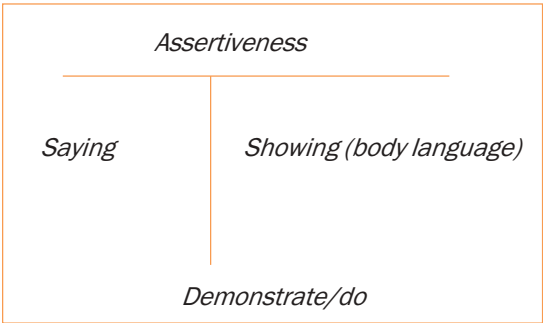 Assertiveness
Saying
Showing (body language)
Demonstrate/do